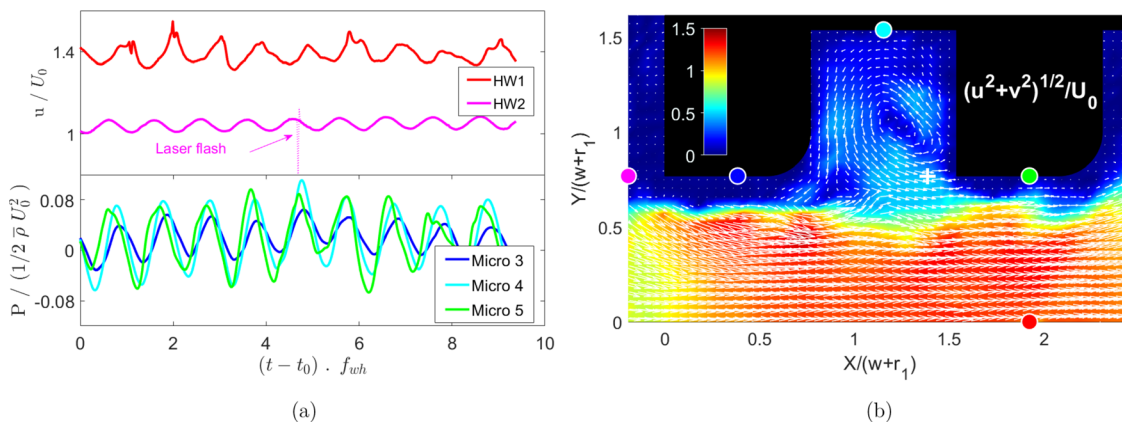 1.4
1
u / U0
HW1
HW2
Laser flash
0.08
0
-0.08
P / (1/2 ρ̅ U0²)
Micro 3
Micro 4
Micro 5
0 2 4 6 8 10
(t − t0) . fwh
(a)
1.5
1
0.5
0
Y/(w+r1)
1.5
1
0.5
0
(u²+v²)1/2/U0
0 0.5 1 1.5 2
X/(w+r1)
(b)